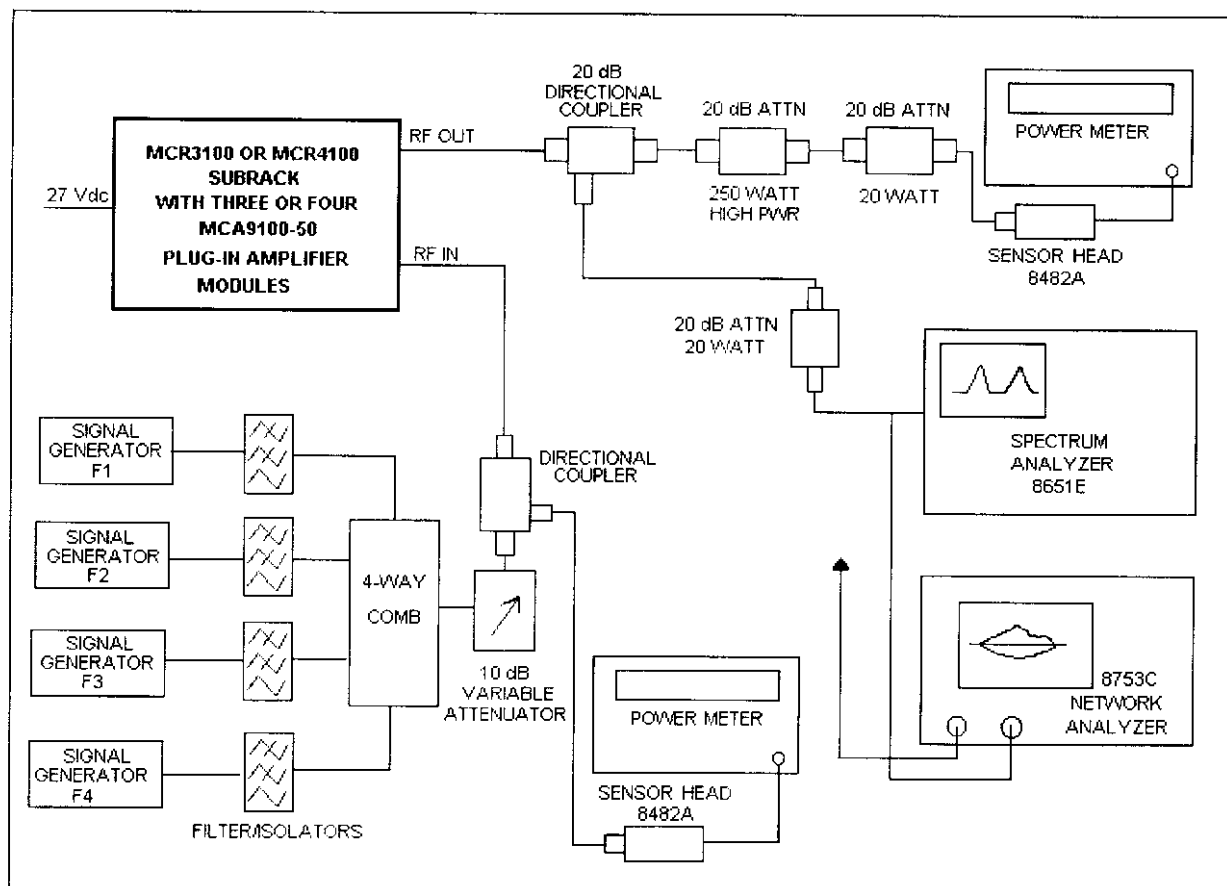 20 dB
DIRECTIONAL
COUPLER
20 dB ATTN
20 dB ATTN
POWER METER
MCR3100 OR MCR4100
SUBRACK
WITH THREE OR FOUR
MCA9100-50
PLUG-IN AMPLIFIER
MODULES
RF OUT
27 Vdc
250 WATT
HIGH PWR
20 WATT
RF IN
SENSOR HEAD
8482A
20 dB ATTN
20 WATT
SIGNAL
GENERATOR
F1
DIRECTIONAL
COUPLER
SPECTRUM
ANALYZER
8651E
SIGNAL
GENERATOR
F2
4-WAY
COMB
SIGNAL
GENERATOR
F3
10 dB
VARIABLE
ATTENUATOR
8753C
NETWORK
ANALYZER
POWER METER
SIGNAL
GENERATOR
F4
SENSOR HEAD
8482A
FILTER/ISOLATORS